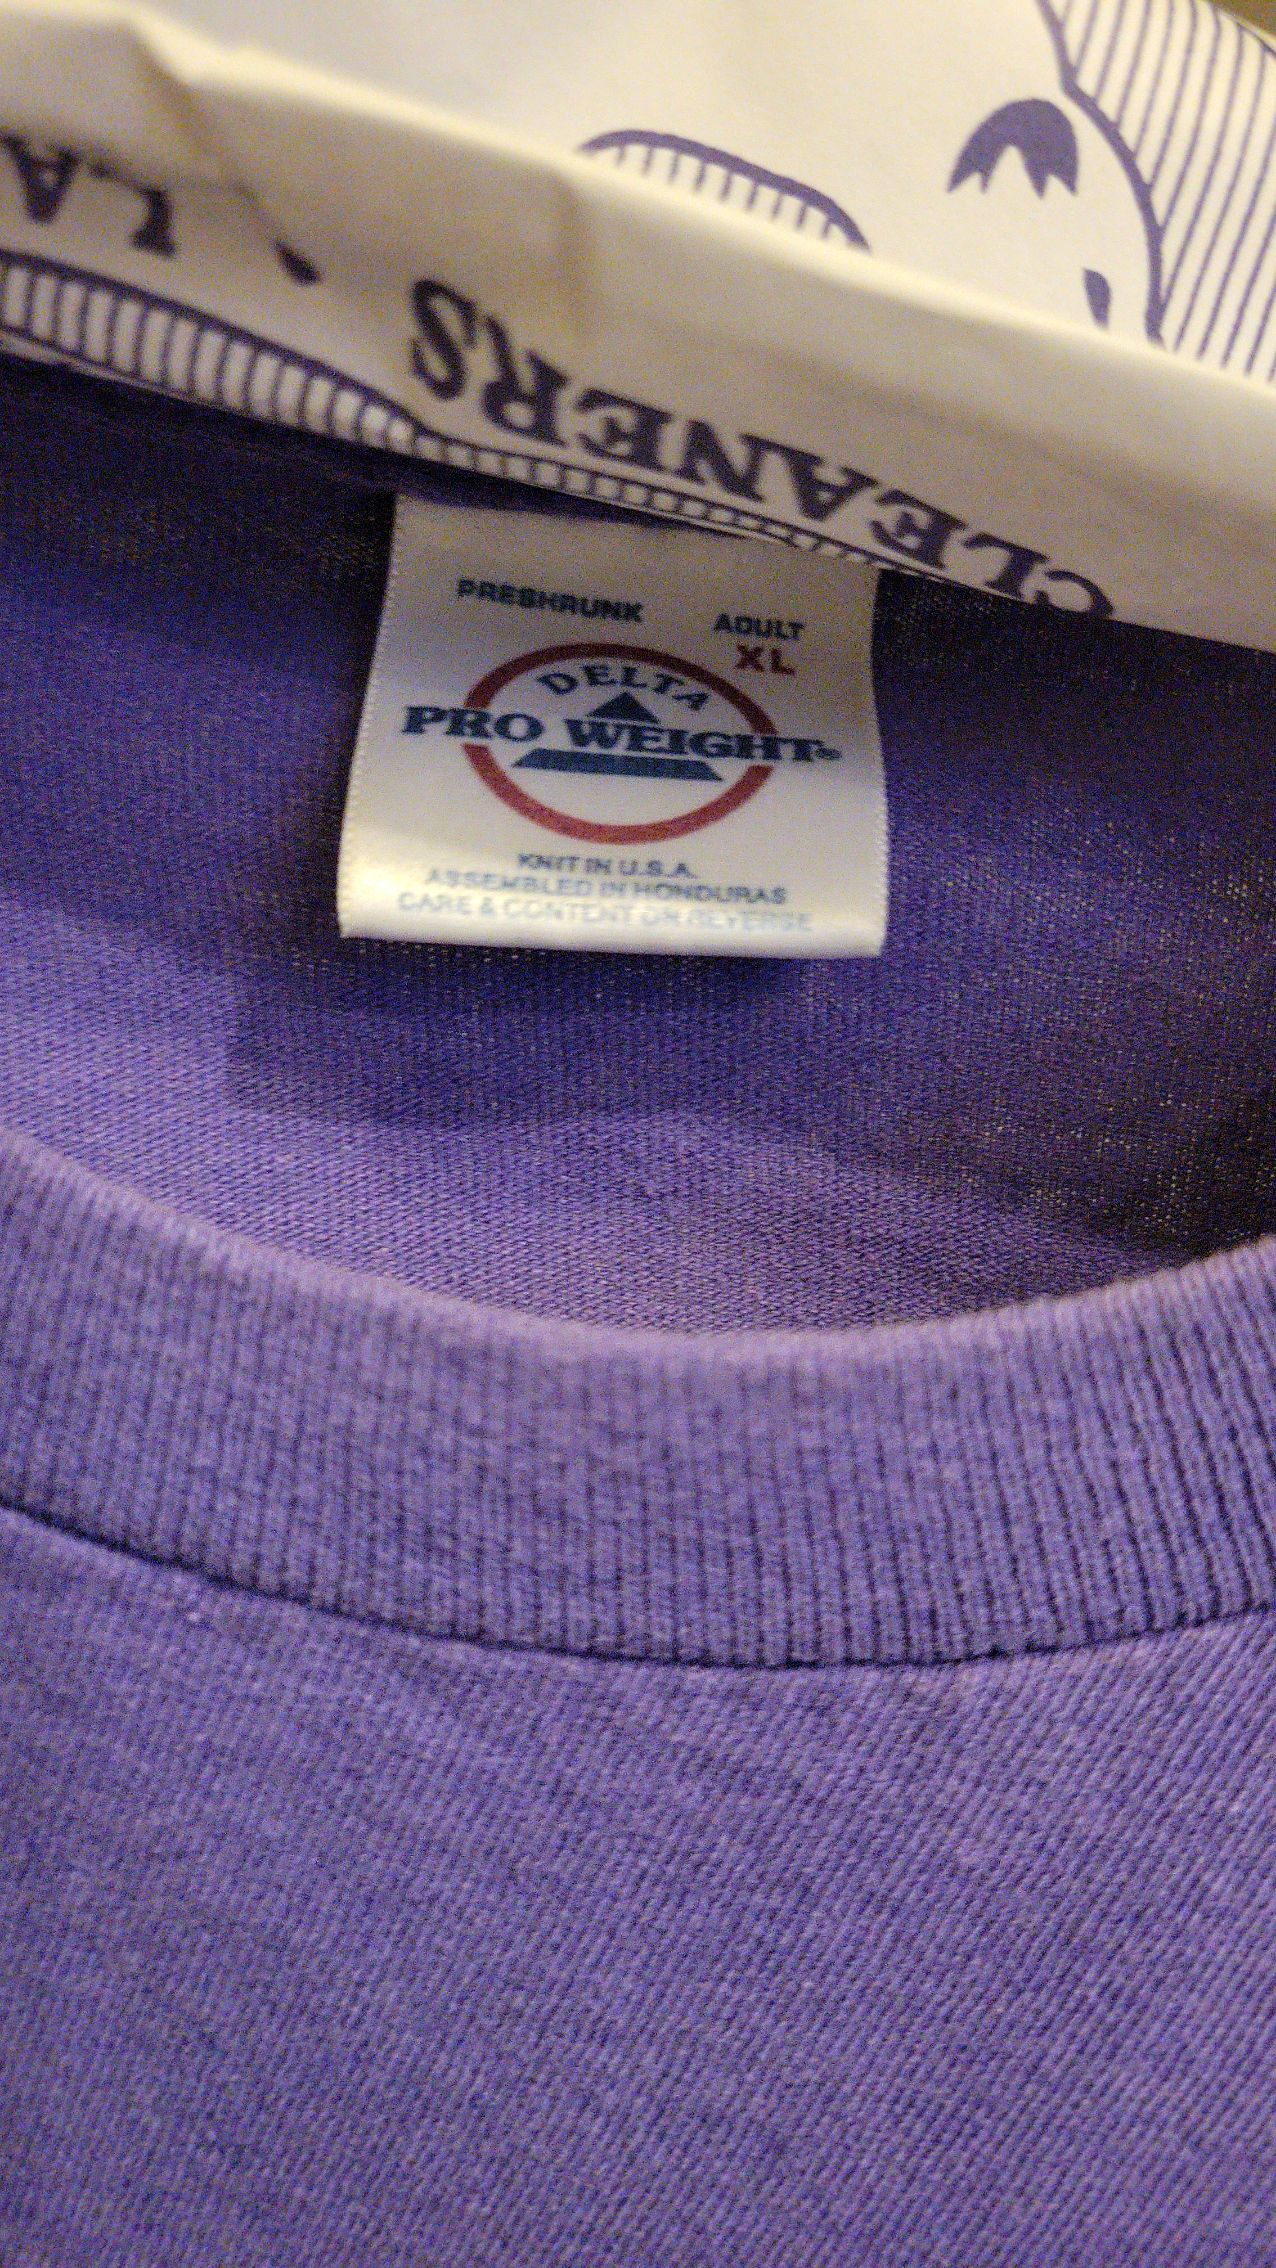 CLEANERS
PRESHRUNK
ADULT
XL
DELTA
PRO WEIGHT®
KNIT IN U.S.A.
ASSEMBLED IN HONDURAS
CARE & CONTENT ON REVERSE